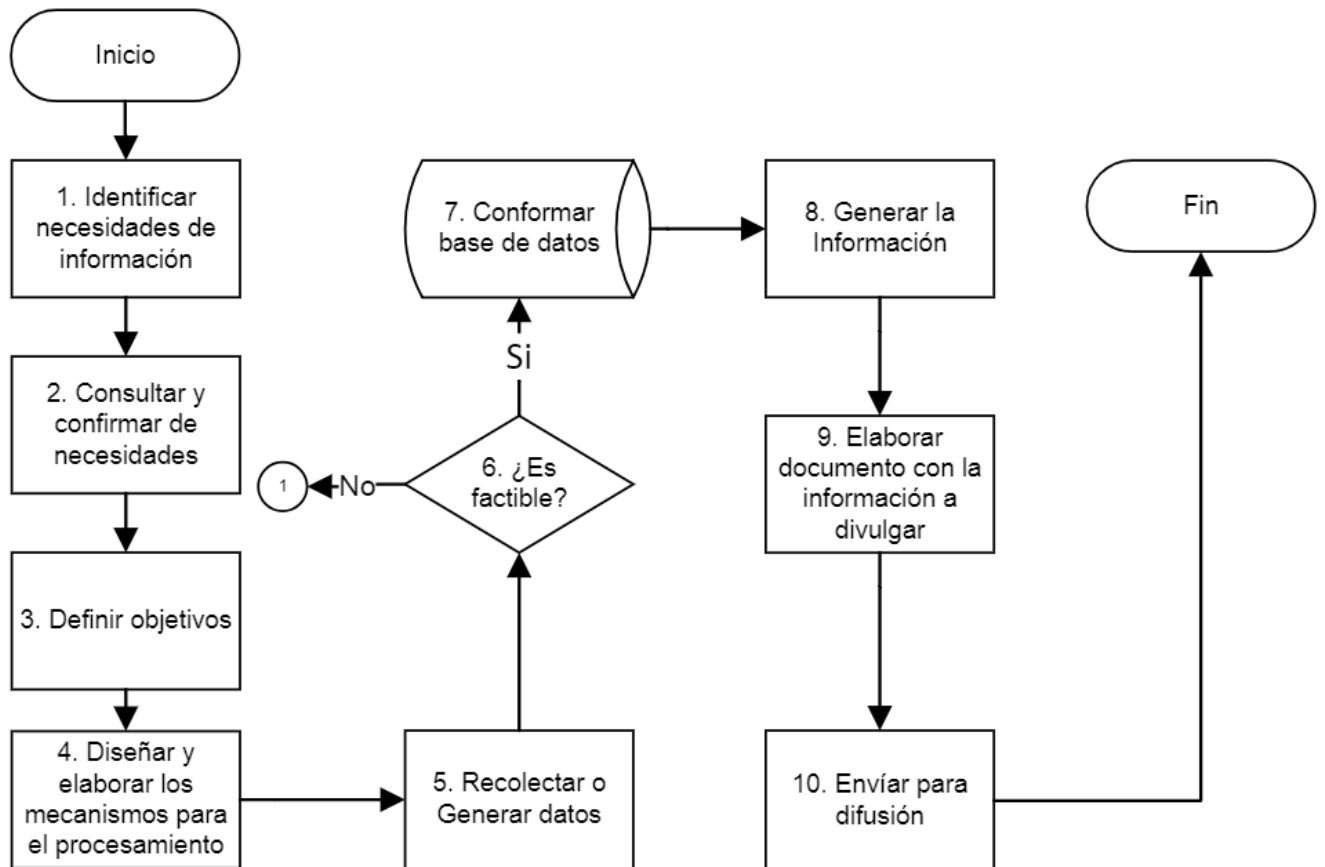 Inicio
1. Identificar
necesidades de
información
2. Consultar y
confirmar de
necesidades
3. Definir objetivos
4. Diseñar y
elaborar los
mecanismos para
el procesamiento
5. Recolectar o
Generar datos
6. ¿Es
factible?
No
1
Si
7. Conformar
base de datos
8. Generar la
Información
9. Elaborar
documento con la
información a
divulgar
10. Envíar para
difusión
Fin